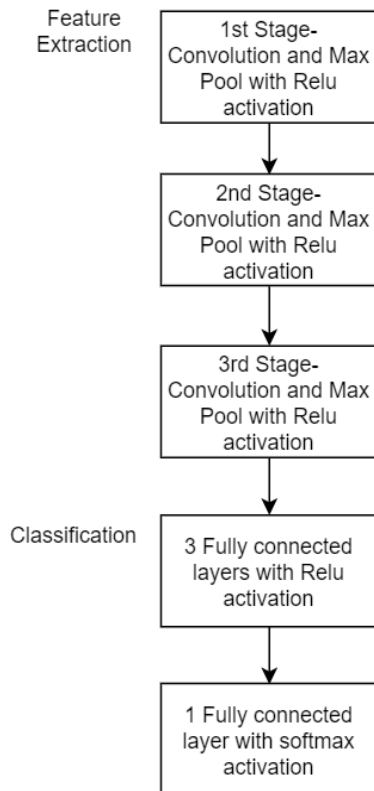 Feature
Extraction
1st Stage-
Convolution and Max
Pool with Relu
activation
2nd Stage-
Convolution and Max
Pool with Relu
activation
3rd Stage-
Convolution and Max
Pool with Relu
activation
Classification
3 Fully connected
layers with Relu
activation
1 Fully connected
layer with softmax
activation